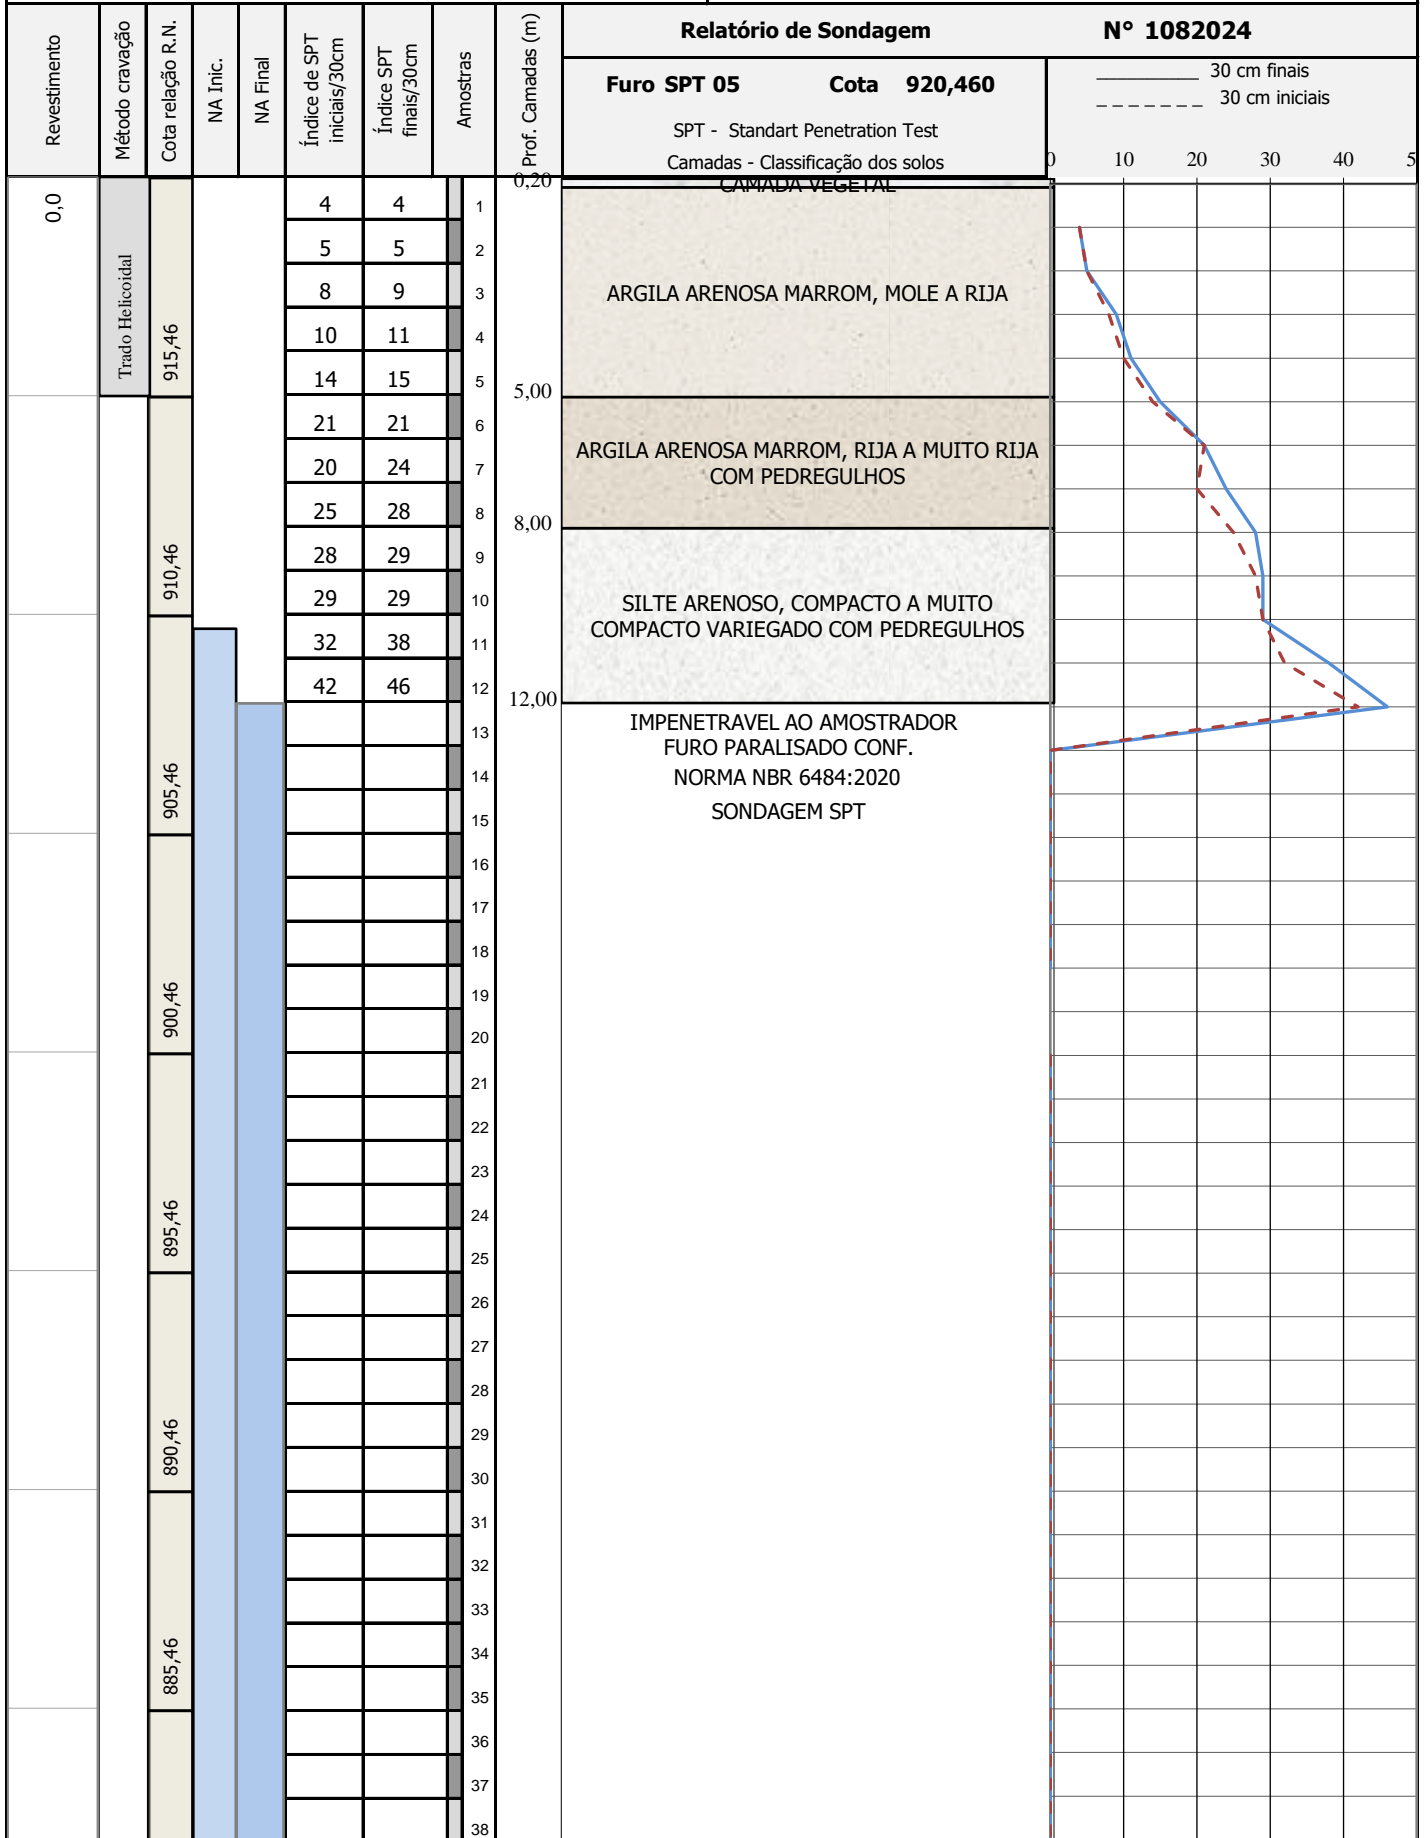 Revestimento
Método cravação
Cota relação R.N.
NA Inic.
NA Final
Índice de SPT
iniciais/30cm
Índice SPT
finais/30cm
Amostras
Prof. Camadas (m)
Relatório de Sondagem N° 1082024
Furo SPT 05 Cota 920,460
SPT - Standart Penetration Test
Camadas - Classificação dos solos
30 cm finais
30 cm iniciais
0 10 20 30 40 5
0,0
Trado Helicoidal
0,20
CAMADA VEGETAL
4 4 1
5 5 2
8 9 3
ARGILA ARENOSA MARROM, MOLE A RIJA
10 11 4
915,46
14 15 5
5,00
21 21 6
20 24 7
ARGILA ARENOSA MARROM, RIJA A MUITO RIJA
COM PEDREGULHOS
25 28 8
8,00
28 29 9
910,46
29 29 10
SILTE ARENOSO, COMPACTO A MUITO
COMPACTO VARIEGADO COM PEDREGULHOS
32 38 11
42 46 12
12,00
IMPENETRAVEL AO AMOSTRADOR
FURO PARALISADO CONF.
NORMA NBR 6484:2020
SONDAGEM SPT
13
14
905,46
15
16
17
18
19
900,46
20
21
22
23
24
895,46
25
26
27
28
29
890,46
30
31
32
33
34
885,46
35
36
37
38